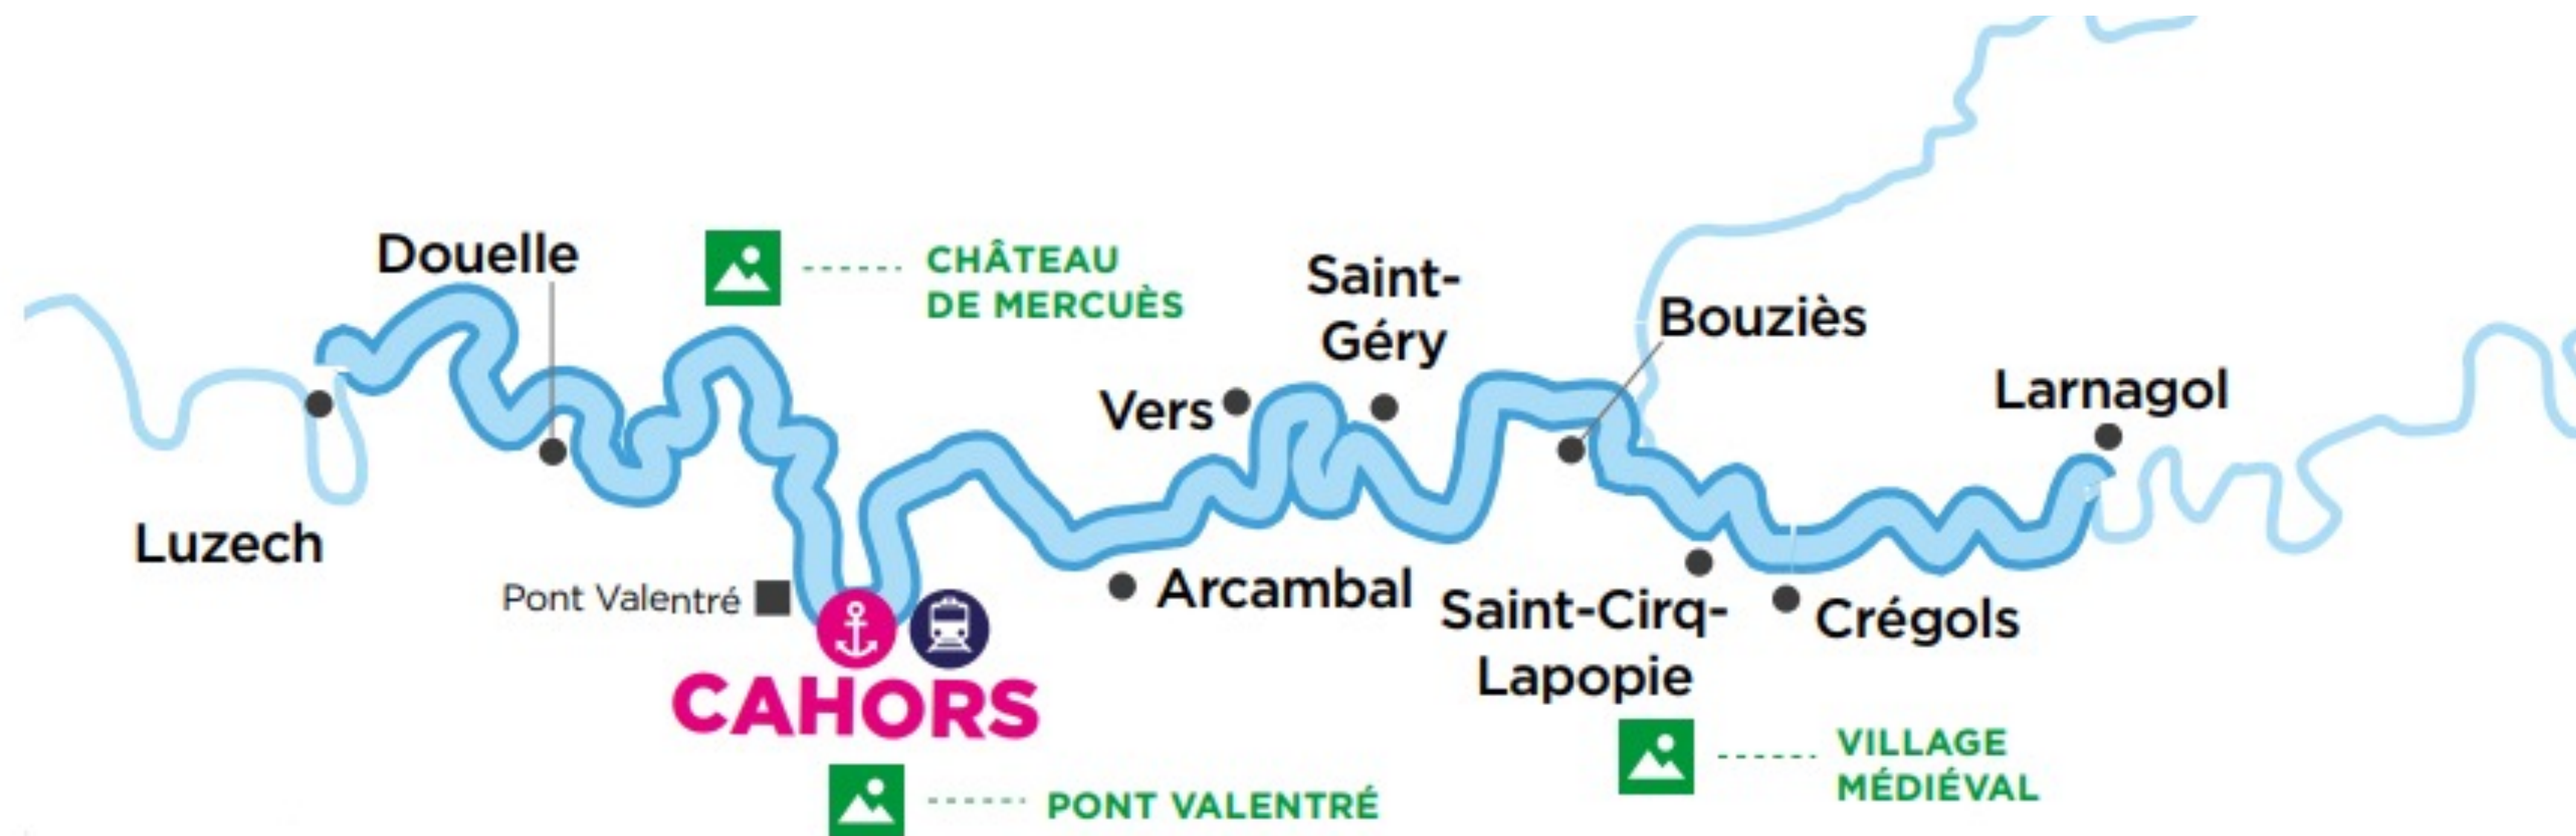 Douelle
CHÂTEAU
DE MERCUÈS
Saint-
Géry
Bouziès
Vers
Larnagol
Luzech
Pont Valentré
Arcambal
Saint-Cirq-
Lapopie
Crégols
CAHORS
VILLAGE
MÉDIÉVAL
PONT VALENTRÉ